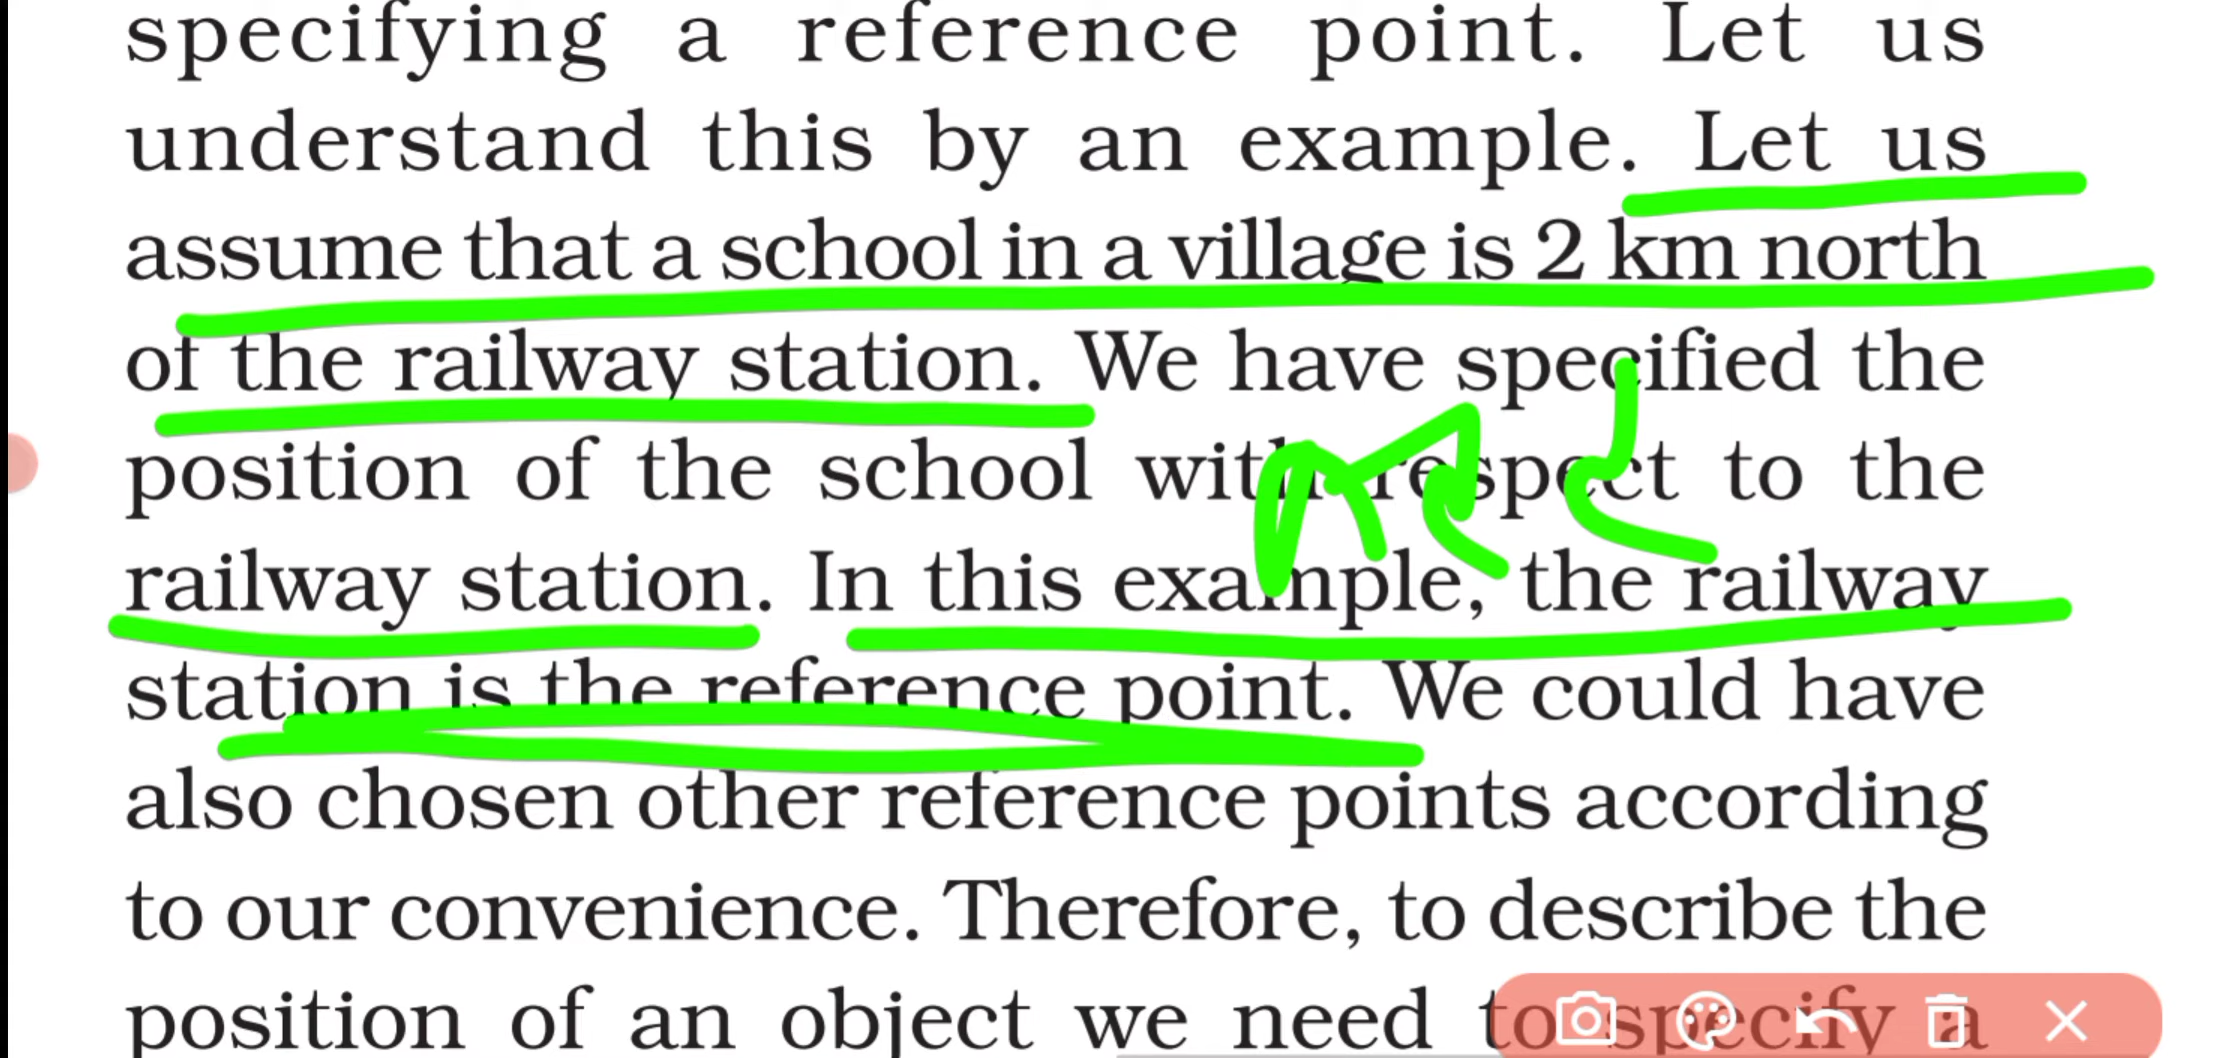 specifying a reference point. Let us
understand this by an example. Let us
assume that a school in a village is 2 km north
of the railway station. We have specified the
position of the school with respect to the
railway station. In this example, the railway
station is the reference point. We could have
also chosen other reference points according
to our convenience. Therefore, to describe the
position of an object we need to specify a